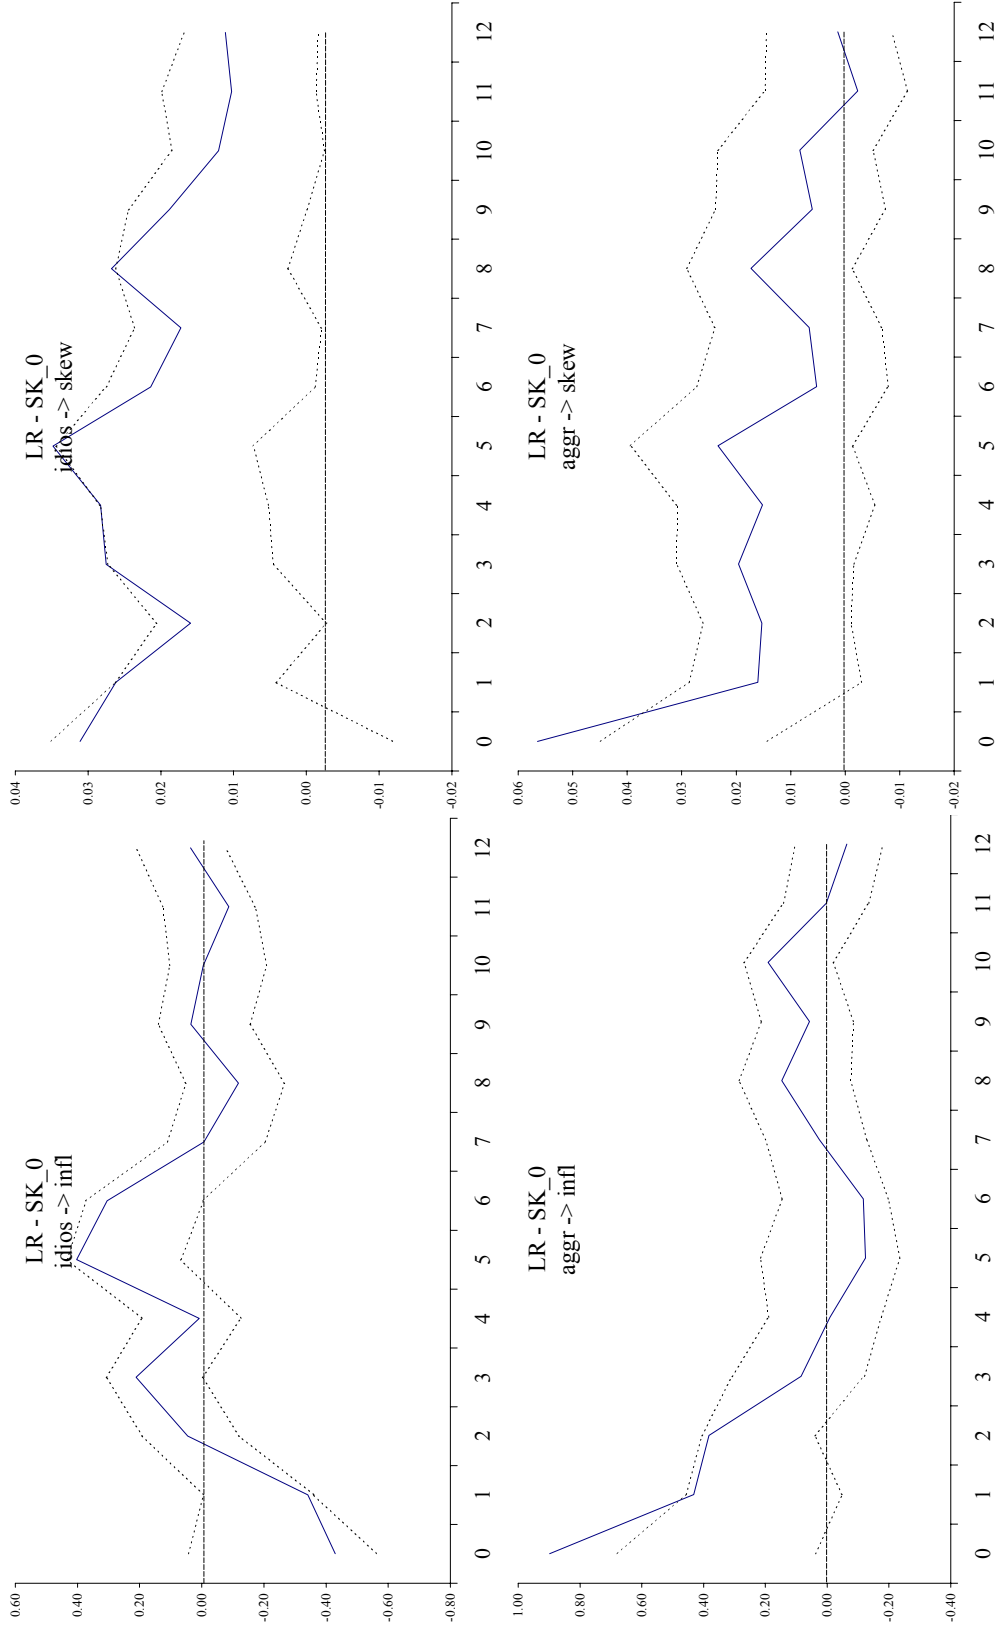 LR - SK_0
idios -> infl
0.60
0.40
0.20
0.00
-0.20
-0.40
-0.60
-0.80
0 1 2 3 4 5 6 7 8 9 10 11 12
LR - SK_0
idios -> skew
0.04
0.03
0.02
0.01
0.00
-0.01
-0.02
0 1 2 3 4 5 6 7 8 9 10 11 12
LR - SK_0
aggr -> infl
1.00
0.80
0.60
0.40
0.20
0.00
-0.20
-0.40
0 1 2 3 4 5 6 7 8 9 10 11 12
LR - SK_0
aggr -> skew
0.06
0.05
0.04
0.03
0.02
0.01
0.00
-0.01
-0.02
0 1 2 3 4 5 6 7 8 9 10 11 12